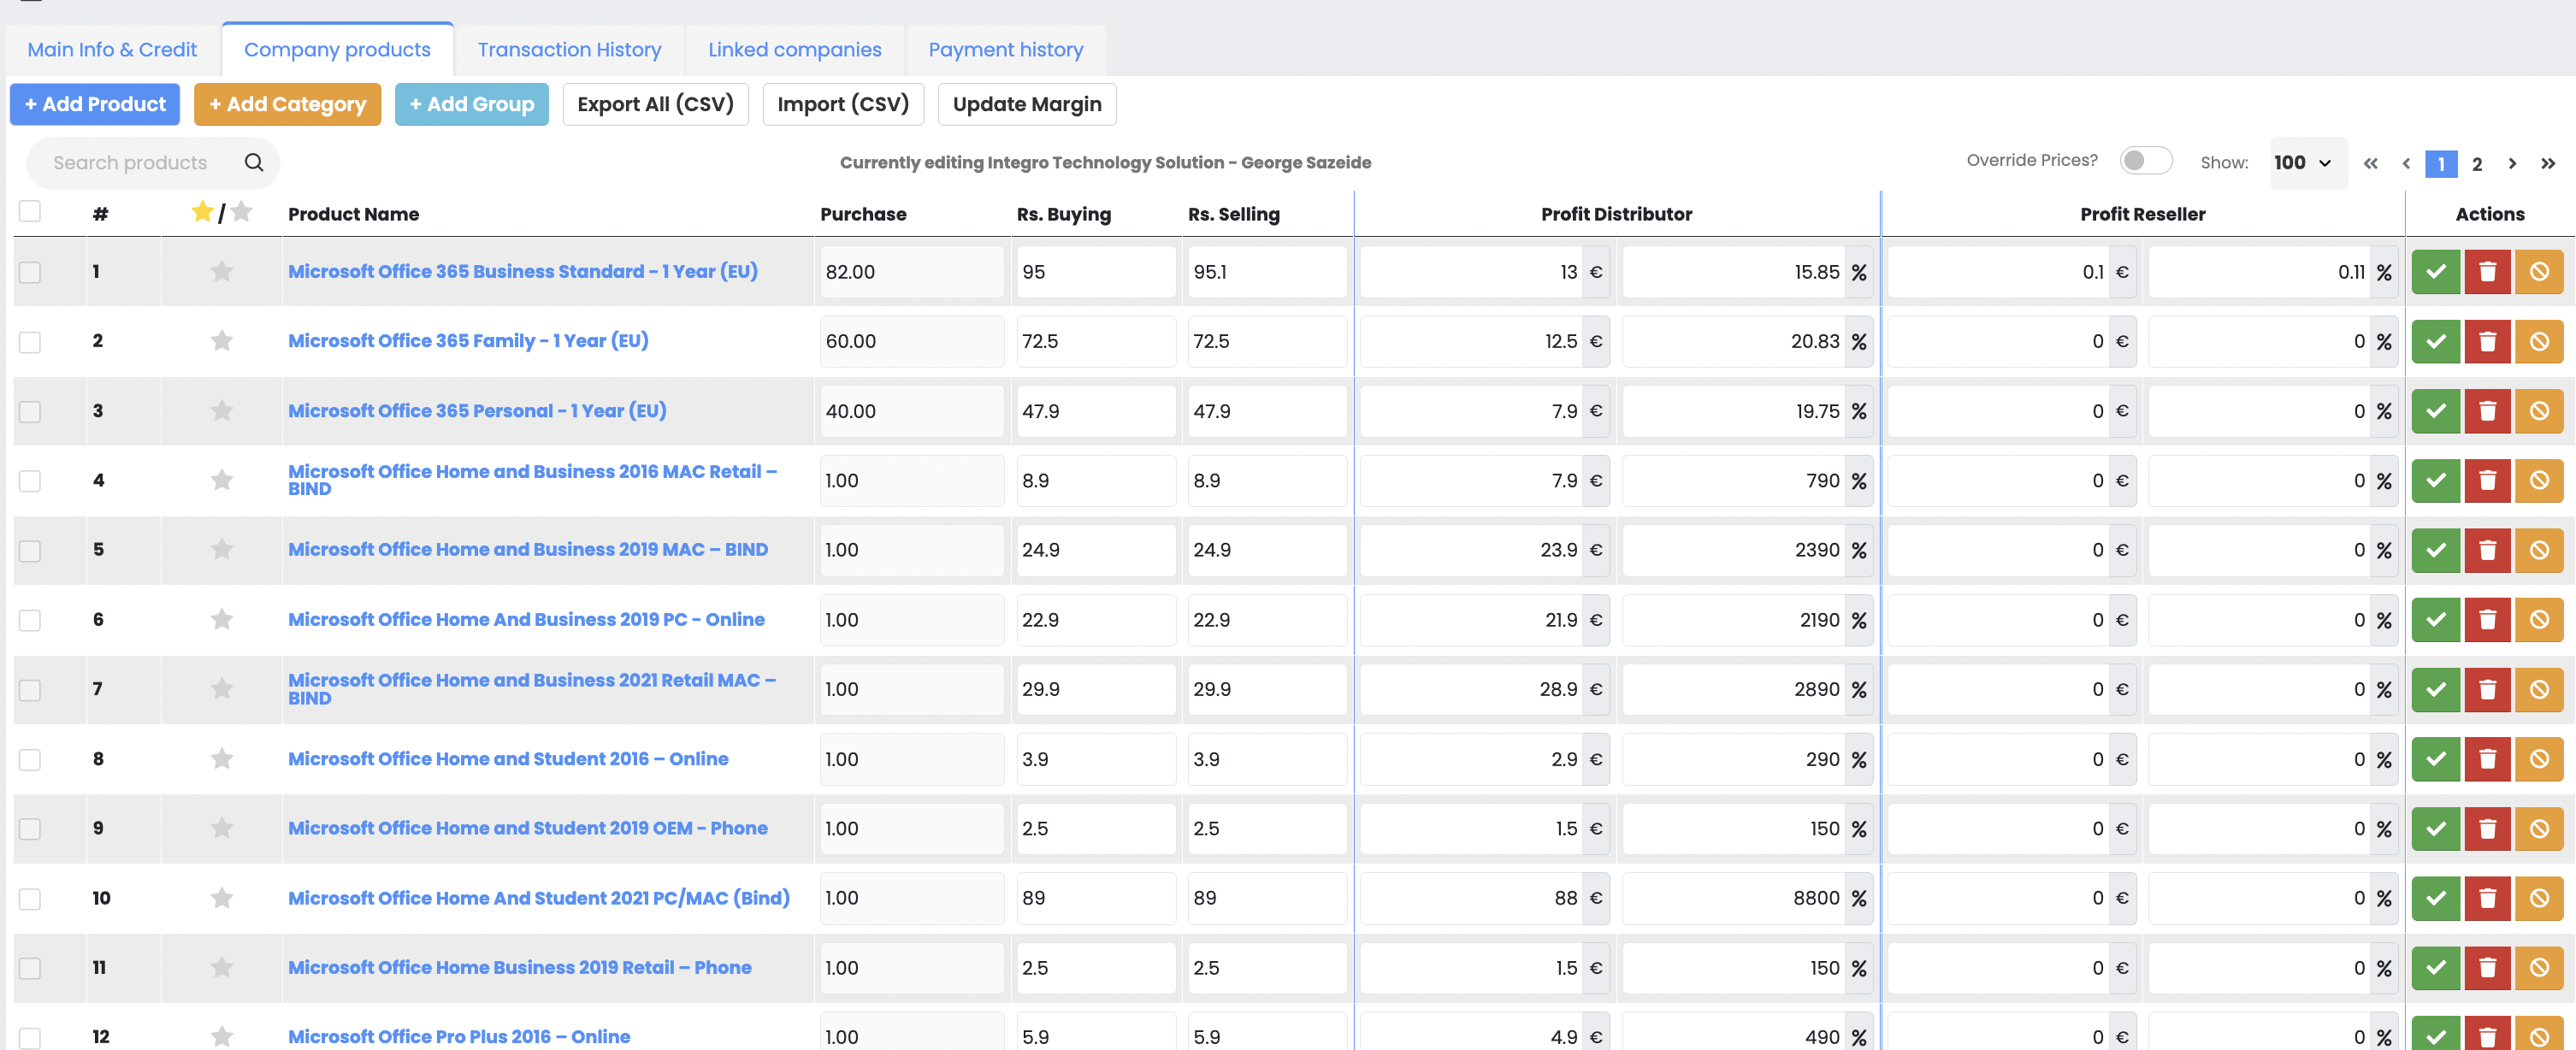 Main Info & Credit Company products Transaction History Linked companies Payment history
+ Add Product + Add Category + Add Group Export All (CSV) Import (CSV) Update Margin
Search products Currently editing Integro Technology Solution - George Sazeide Override Prices? Show: 100 « ‹ 1 2 › »
# / Product Name Purchase Rs. Buying Rs. Selling Profit Distributor Profit Reseller Actions
1 Microsoft Office 365 Business Standard - 1 Year (EU) 82.00 95 95.1 13 € 15.85 % 0.1 € 0.11 %
2 Microsoft Office 365 Family - 1 Year (EU) 60.00 72.5 72.5 12.5 € 20.83 % 0 € 0 %
3 Microsoft Office 365 Personal - 1 Year (EU) 40.00 47.9 47.9 7.9 € 19.75 % 0 € 0 %
4 Microsoft Office Home and Business 2016 MAC Retail –
BIND 1.00 8.9 8.9 7.9 € 790 % 0 € 0 %
5 Microsoft Office Home and Business 2019 MAC – BIND 1.00 24.9 24.9 23.9 € 2390 % 0 € 0 %
6 Microsoft Office Home And Business 2019 PC - Online 1.00 22.9 22.9 21.9 € 2190 % 0 € 0 %
7 Microsoft Office Home and Business 2021 Retail MAC –
BIND 1.00 29.9 29.9 28.9 € 2890 % 0 € 0 %
8 Microsoft Office Home and Student 2016 – Online 1.00 3.9 3.9 2.9 € 290 % 0 € 0 %
9 Microsoft Office Home and Student 2019 OEM - Phone 1.00 2.5 2.5 1.5 € 150 % 0 € 0 %
10 Microsoft Office Home And Student 2021 PC/MAC (Bind) 1.00 89 89 88 € 8800 % 0 € 0 %
11 Microsoft Office Home Business 2019 Retail – Phone 1.00 2.5 2.5 1.5 € 150 % 0 € 0 %
12 Microsoft Office Pro Plus 2016 – Online 1.00 5.9 5.9 4.9 € 490 % 0 € 0 %